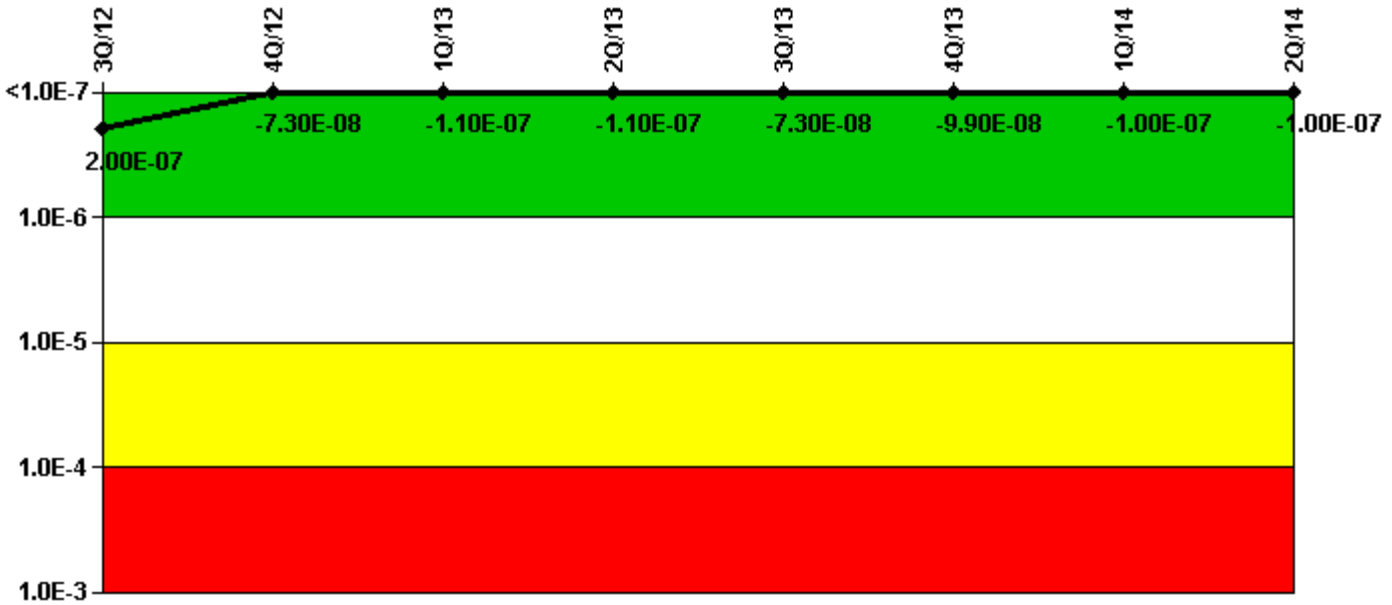 3Q/12
4Q/12
1Q/13
2Q/13
3Q/13
4Q/13
1Q/14
2Q/14
<1.0E-7
-7.30E-08
-1.10E-07
-1.10E-07
-7.30E-08
-9.90E-08
-1.00E-07
-1.00E-07
2.00E-07
1.0E-6
1.0E-5
1.0E-4
1.0E-3